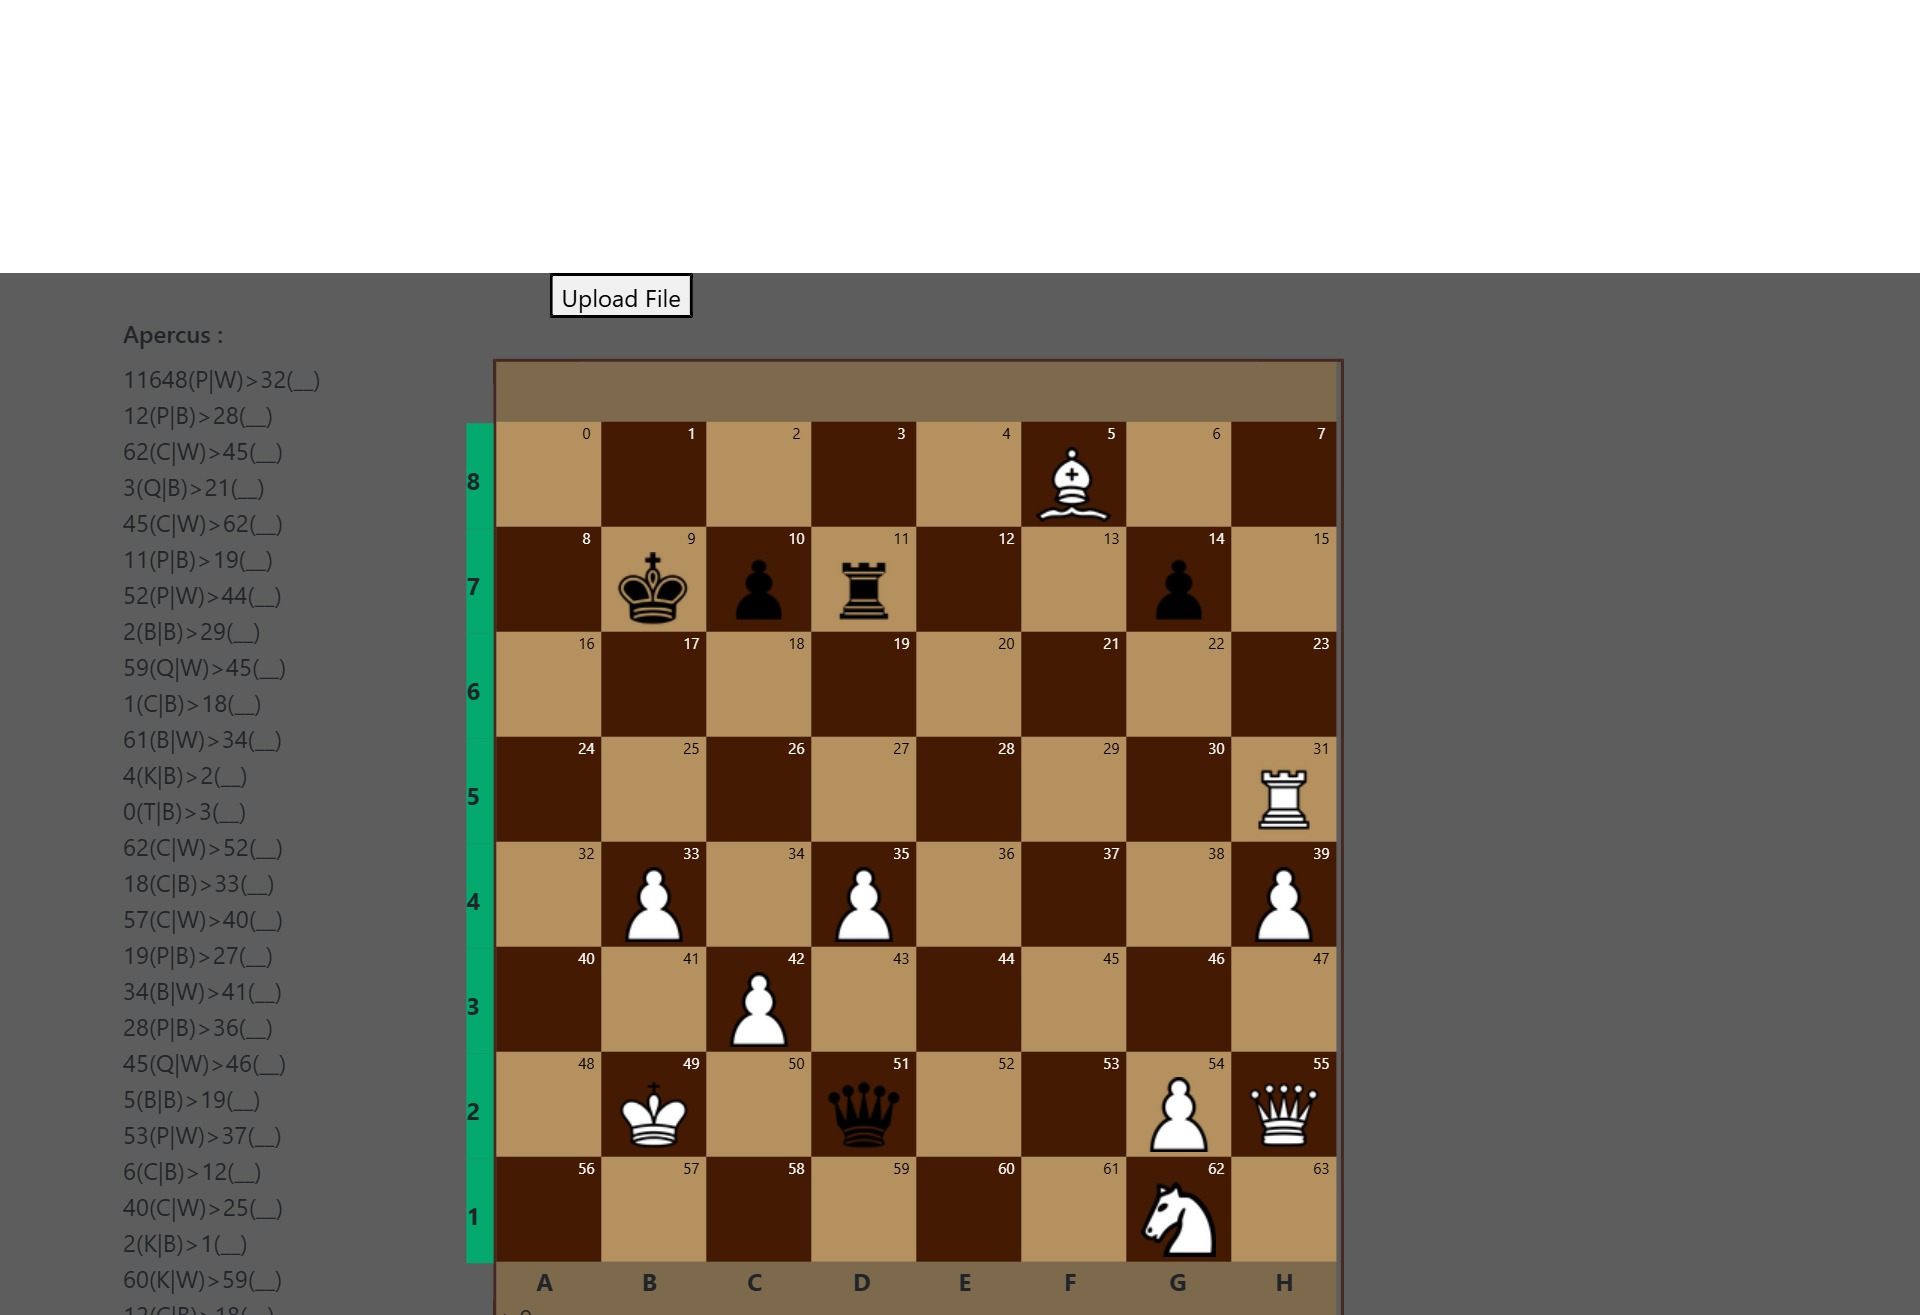 Upload File
Apercus :
11648(P|W)>32(__)
12(P|B)>28(__)
62(C|W)>45(__)
3(Q|B)>21(__)
45(C|W)>62(__)
11(P|B)>19(__)
52(P|W)>44(__)
2(B|B)>29(__)
59(Q|W)>45(__)
1(C|B)>18(__)
61(B|W)>34(__)
4(K|B)>2(__)
0(T|B)>3(__)
62(C|W)>52(__)
18(C|B)>33(__)
57(C|W)>40(__)
19(P|B)>27(__)
34(B|W)>41(__)
28(P|B)>36(__)
45(Q|W)>46(__)
5(B|B)>19(__)
53(P|W)>37(__)
6(C|B)>12(__)
40(C|W)>25(__)
2(K|B)>1(__)
60(K|W)>59(__)
12(C|B)>18(__)
0 1 2 3 4 5 6 7
8
8 9 10 11 12 13 14 15
7
16 17 18 19 20 21 22 23
6
24 25 26 27 28 29 30 31
5
32 33 34 35 36 37 38 39
4
40 41 42 43 44 45 46 47
3
48 49 50 51 52 53 54 55
2
56 57 58 59 60 61 62 63
1
A B C D E F G H